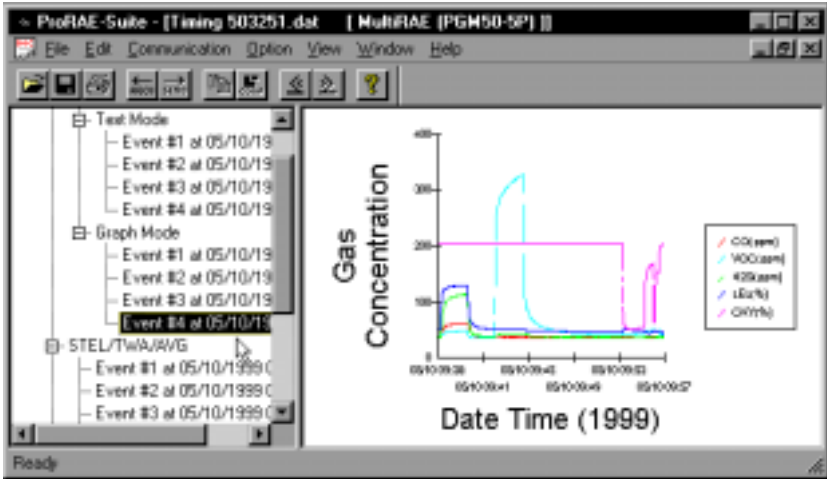 ProRAE-Suite - [Timing 503251.dat [ MultiRAE (PGM50-5P) ]]
File Edit Communication Option View Window Help
Text Mode
Event #1 at 05/10/19
Event #2 at 05/10/19
Event #3 at 05/10/19
Event #4 at 05/10/19
Graph Mode
Event #1 at 05/10/19
Event #2 at 05/10/19
Event #3 at 05/10/19
Event #4 at 05/10/19
STEL/TWA/AVG
Event #1 at 05/10/1999 0
Event #2 at 05/10/1999 0
Event #3 at 05/10/1999 0
Gas
Concentration
400
300
200
100
0
CO(ppm)
VOC(ppm)
H2S(ppm)
LEL(%)
OXY(%)
Date Time (1999)
Ready